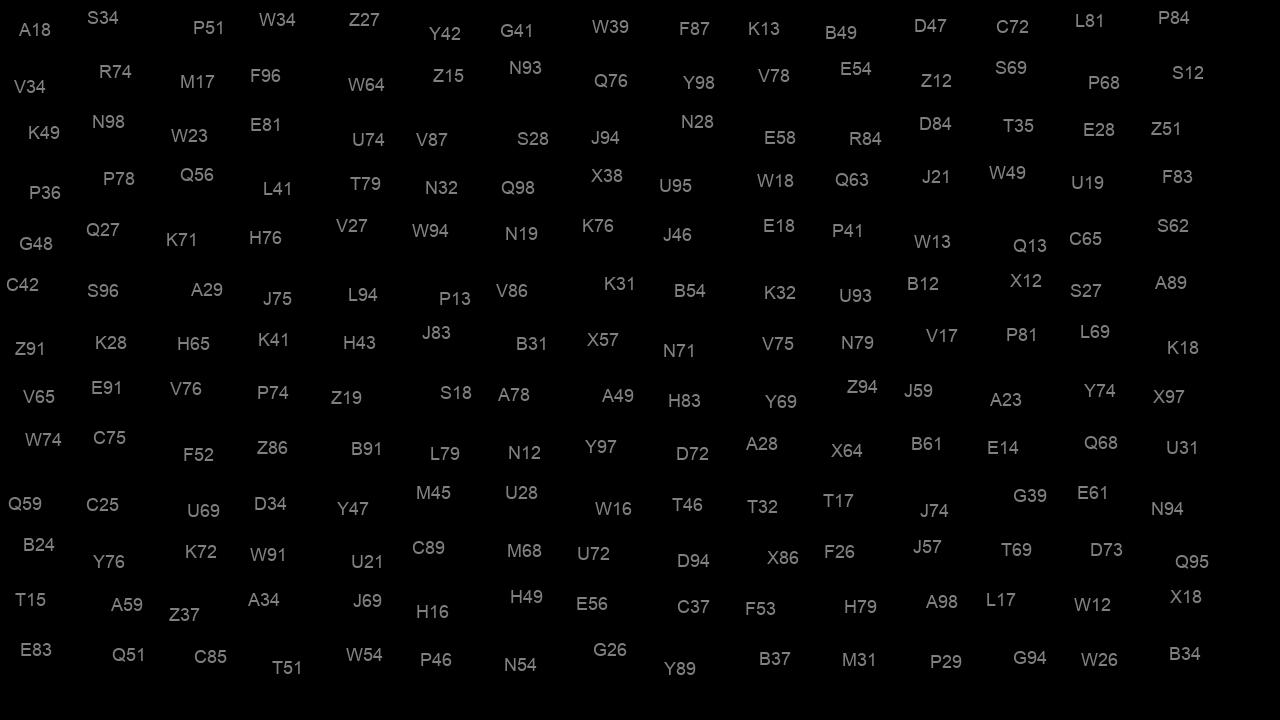 A18 S34 P51 W34 Z27 Y42 G41 W39 F87 K13 B49 D47 C72 L81 P84
V34 R74 M17 F96 W64 Z15 N93 Q76 Y98 V78 E54 Z12 S69 P68 S12
K49 N98 W23 E81 U74 V87 S28 J94 N28 E58 R84 D84 T35 E28 Z51
P36 P78 Q56 L41 T79 N32 Q98 X38 U95 W18 Q63 J21 W49 U19 F83
G48 Q27 K71 H76 V27 W94 N19 K76 J46 E18 P41 W13 Q13 C65 S62
C42 S96 A29 J75 L94 P13 V86 K31 B54 K32 U93 B12 X12 S27 A89
Z91 K28 H65 K41 H43 J83 B31 X57 N71 V75 N79 V17 P81 L69 K18
V65 E91 V76 P74 Z19 S18 A78 A49 H83 Y69 Z94 J59 A23 Y74 X97
W74 C75 F52 Z86 B91 L79 N12 Y97 D72 A28 X64 B61 E14 Q68 U31
Q59 C25 U69 D34 Y47 M45 U28 W16 T46 T32 T17 J74 G39 E61 N94
B24 Y76 K72 W91 U21 C89 M68 U72 D94 X86 F26 J57 T69 D73 Q95
T15 A59 Z37 A34 J69 H16 H49 E56 C37 F53 H79 A98 L17 W12 X18
E83 Q51 C85 T51 W54 P46 N54 G26 Y89 B37 M31 P29 G94 W26 B34